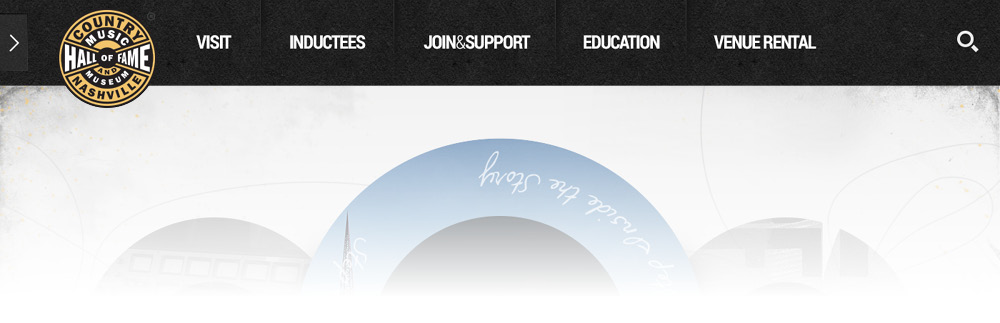 COUNTRY
MUSIC
HALL OF FAME
AND
MUSEUM
NASHVILLE
®
VISIT
INDUCTEES
JOIN&SUPPORT
EDUCATION
VENUE RENTAL
Inside the Story